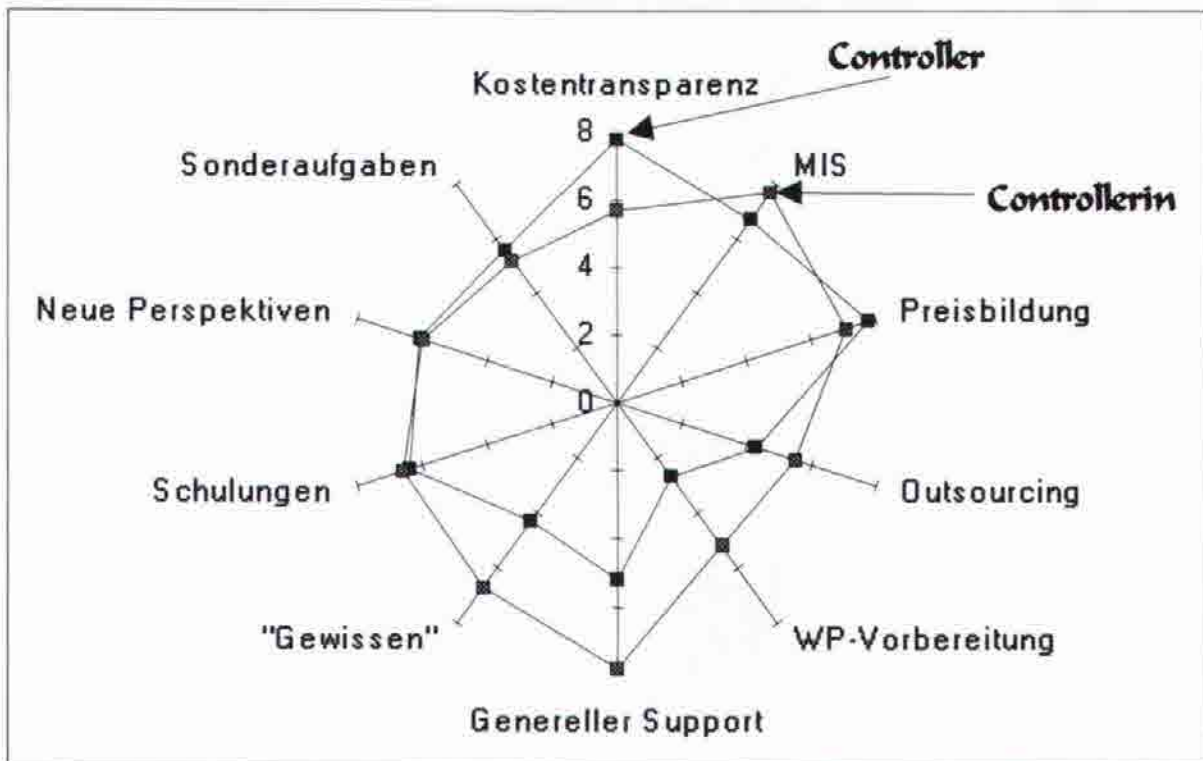 Controller
Kostentransparenz
8
Sonderaufgaben
MIS
6
Controllerin
4
Neue Perspektiven
Preisbildung
2
0
Schulungen
Outsourcing
"Gewissen"
WP-Vorbereitung
Genereller Support